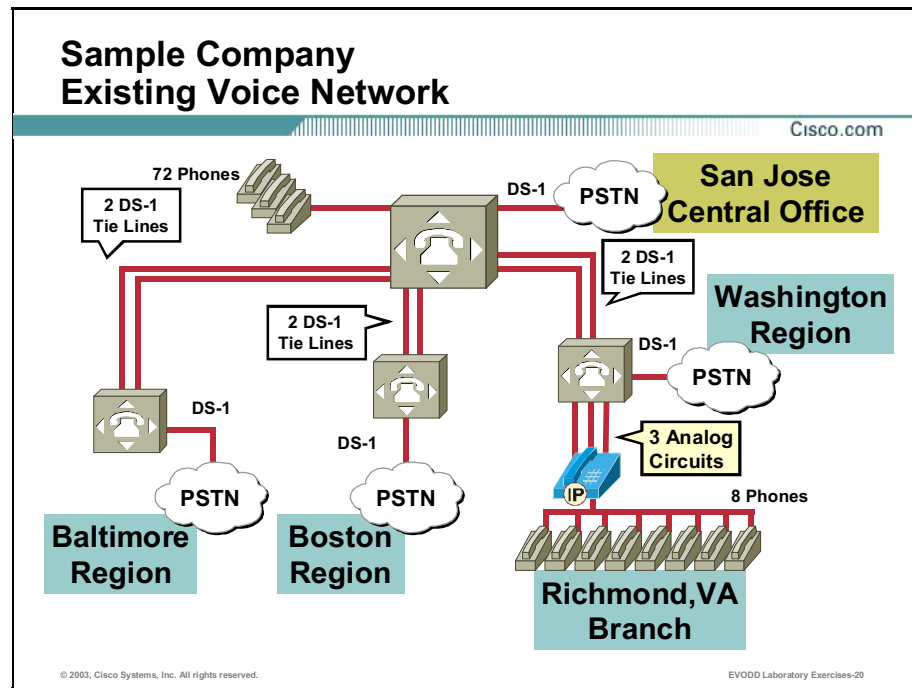 Sample Company
Existing Voice Network
Cisco.com
72 Phones
DS-1
PSTN
San Jose
Central Office
2 DS-1
Tie Lines
2 DS-1
Tie Lines
2 DS-1
Tie Lines
Washington
Region
DS-1
PSTN
DS-1
DS-1
3 Analog
Circuits
IP
8 Phones
PSTN
PSTN
Baltimore
Region
Boston
Region
Richmond,VA
Branch
© 2003, Cisco Systems, Inc. All rights reserved.
EVODD Laboratory Exercises-20